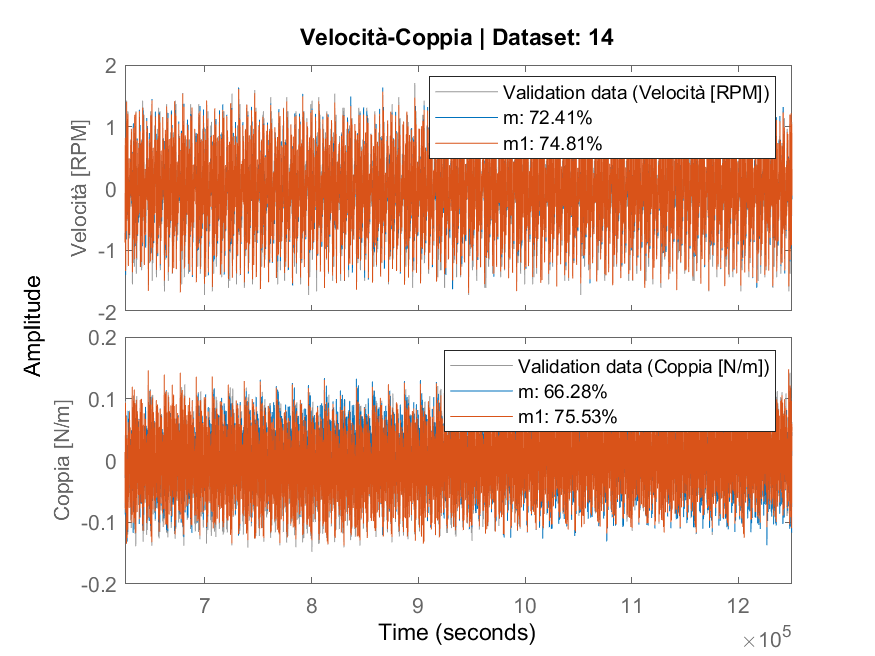 Velocità-Coppia | Dataset: 14
Amplitude
Velocità [RPM]
2
1
0
-1
-2
Validation data (Velocità [RPM])
m: 72.41%
m1: 74.81%
Coppia [N/m]
0.2
0.1
0
-0.1
-0.2
Validation data (Coppia [N/m])
m: 66.28%
m1: 75.53%
7 8 9 10 11 12
Time (seconds)
×10⁵